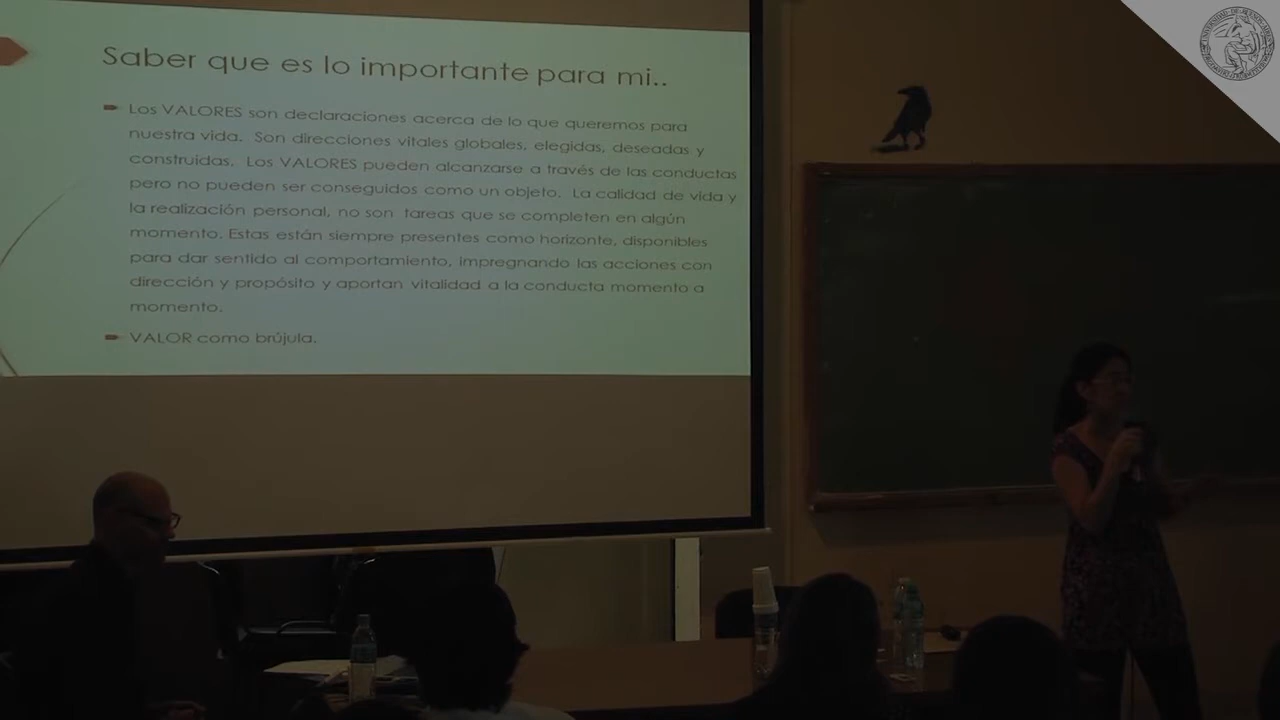 Saber que es lo importante para mi..
Los VALORES son declaraciones acerca de lo que queremos para
nuestra vida. Son direcciones vitales globales, elegidas, deseadas y
construidas. Los VALORES pueden alcanzarse a través de las conductas
pero no pueden ser conseguidos como un objeto. La calidad de vida y
la realización personal, no son tareas que se completen en algún
momento. Estas están siempre presentes como horizonte, disponibles
para dar sentido al comportamiento, impregnando las acciones con
dirección y propósito y aportan vitalidad a la conducta momento a
momento.
VALOR como brújula.